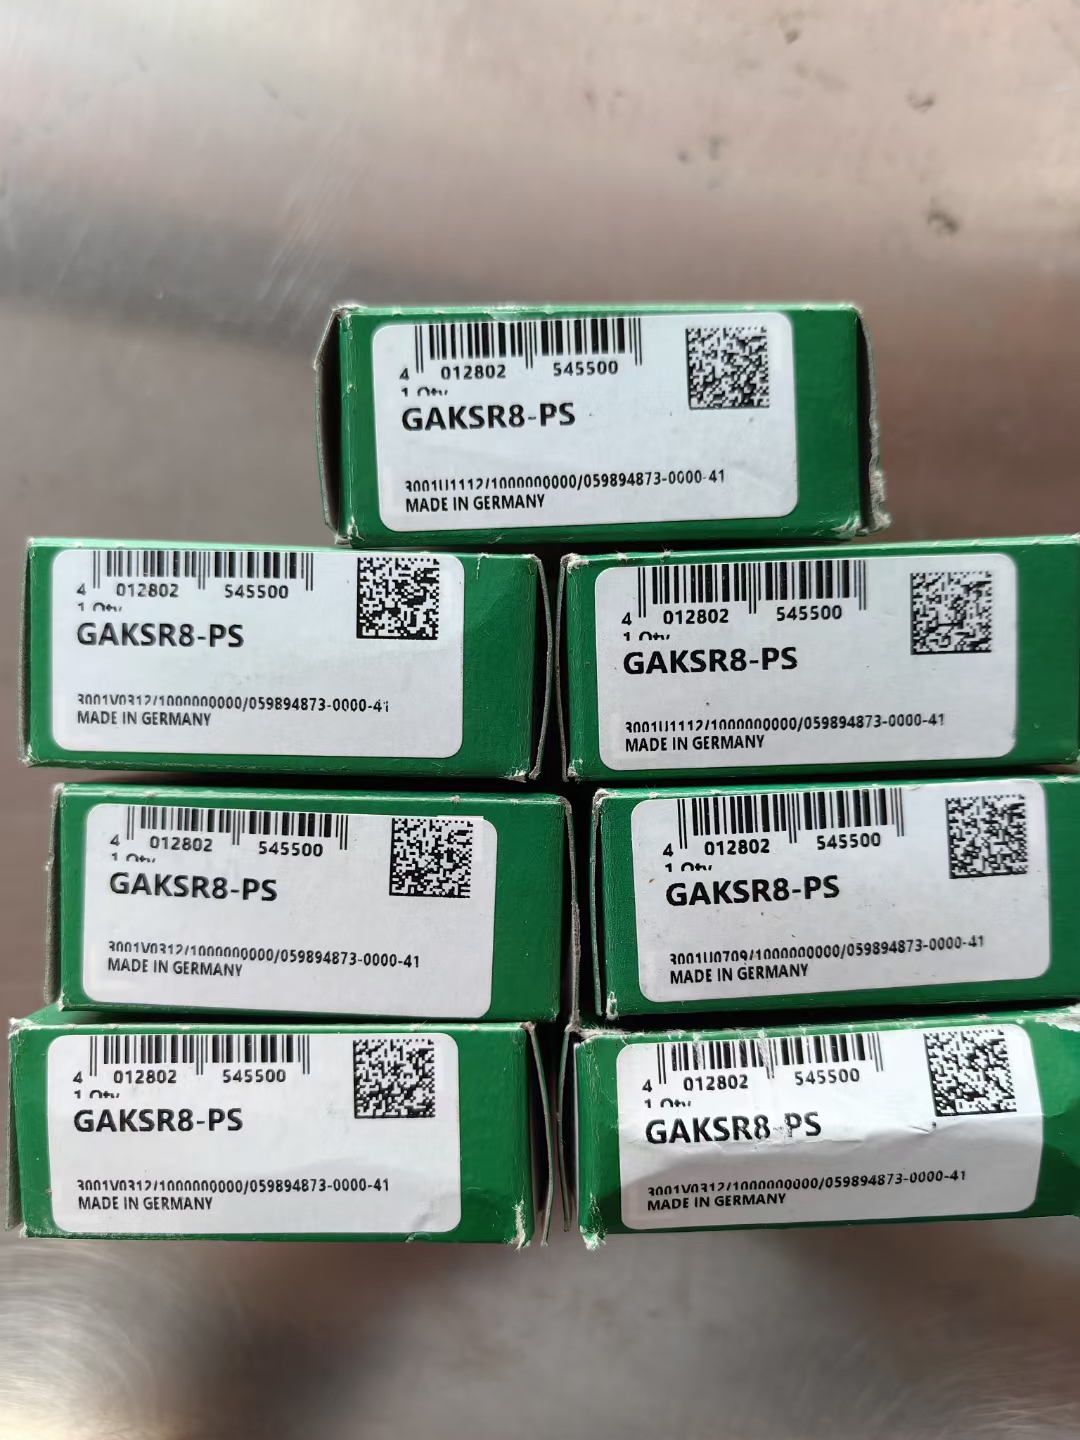 4 012802 545500
1 Qty.
GAKSR8-PS
3001U1112/1000000000/059894873-0000-41
MADE IN GERMANY
4 012802 545500
1 Qty.
GAKSR8-PS
3001V0312/1000000000/059894873-0000-41
MADE IN GERMANY
4 012802 545500
1 Qty.
GAKSR8-PS
3001U1112/1000000000/059894873-0000-41
MADE IN GERMANY
4 012802 545500
1 Qty.
GAKSR8-PS
3001V0312/1000000000/059894873-0000-41
MADE IN GERMANY
4 012802 545500
1 Qty.
GAKSR8-PS
3001U0709/1000000000/059894873-0000-41
MADE IN GERMANY
4 012802 545500
1 Qty.
GAKSR8-PS
3001V0312/1000000000/059894873-0000-41
MADE IN GERMANY
4 012802 545500
1 Qty.
GAKSR8-PS
3001V0312/1000000000/059894873-0000-41
MADE IN GERMANY